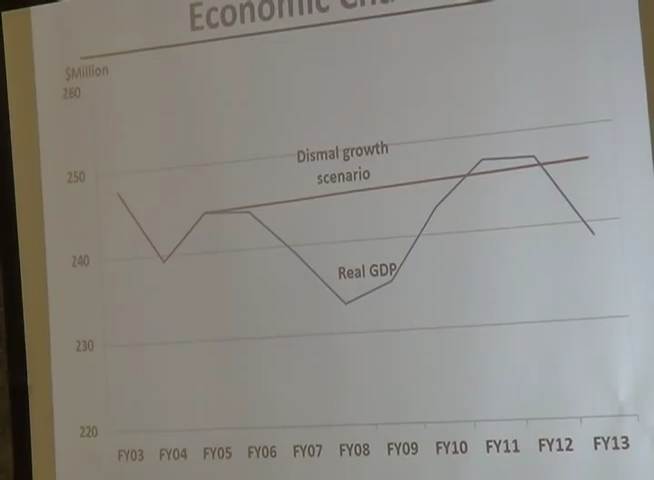 Economic
$Million
260
Dismal growth
scenario
250
240
Real GDP
230
220
FY03 FY04 FY05 FY06 FY07 FY08 FY09 FY10 FY11 FY12 FY13